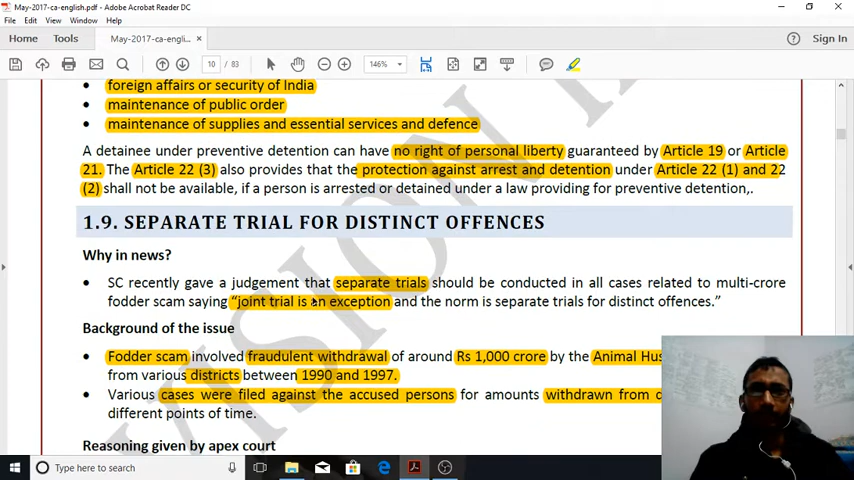 May-2017-ca-english.pdf - Adobe Acrobat Reader DC
File Edit View Window Help
Home Tools May-2017-ca-engli... × Sign In
10 / 83 146%
foreign affairs or security of India
maintenance of public order
maintenance of supplies and essential services and defence
A detainee under preventive detention can have no right of personal liberty guaranteed by Article 19 or Article
21. The Article 22 (3) also provides that the protection against arrest and detention under Article 22 (1) and 22
(2) shall not be available, if a person is arrested or detained under a law providing for preventive detention,.
1.9. SEPARATE TRIAL FOR DISTINCT OFFENCES
Why in news?
SC recently gave a judgement that separate trials should be conducted in all cases related to multi-crore
fodder scam saying “joint trial is an exception and the norm is separate trials for distinct offences.”
Background of the issue
Fodder scam involved fraudulent withdrawal of around Rs 1,000 crore by the Animal Hus
from various districts between 1990 and 1997.
Various cases were filed against the accused persons for amounts withdrawn from d
different points of time.
Reasoning given by apex court
Type here to search